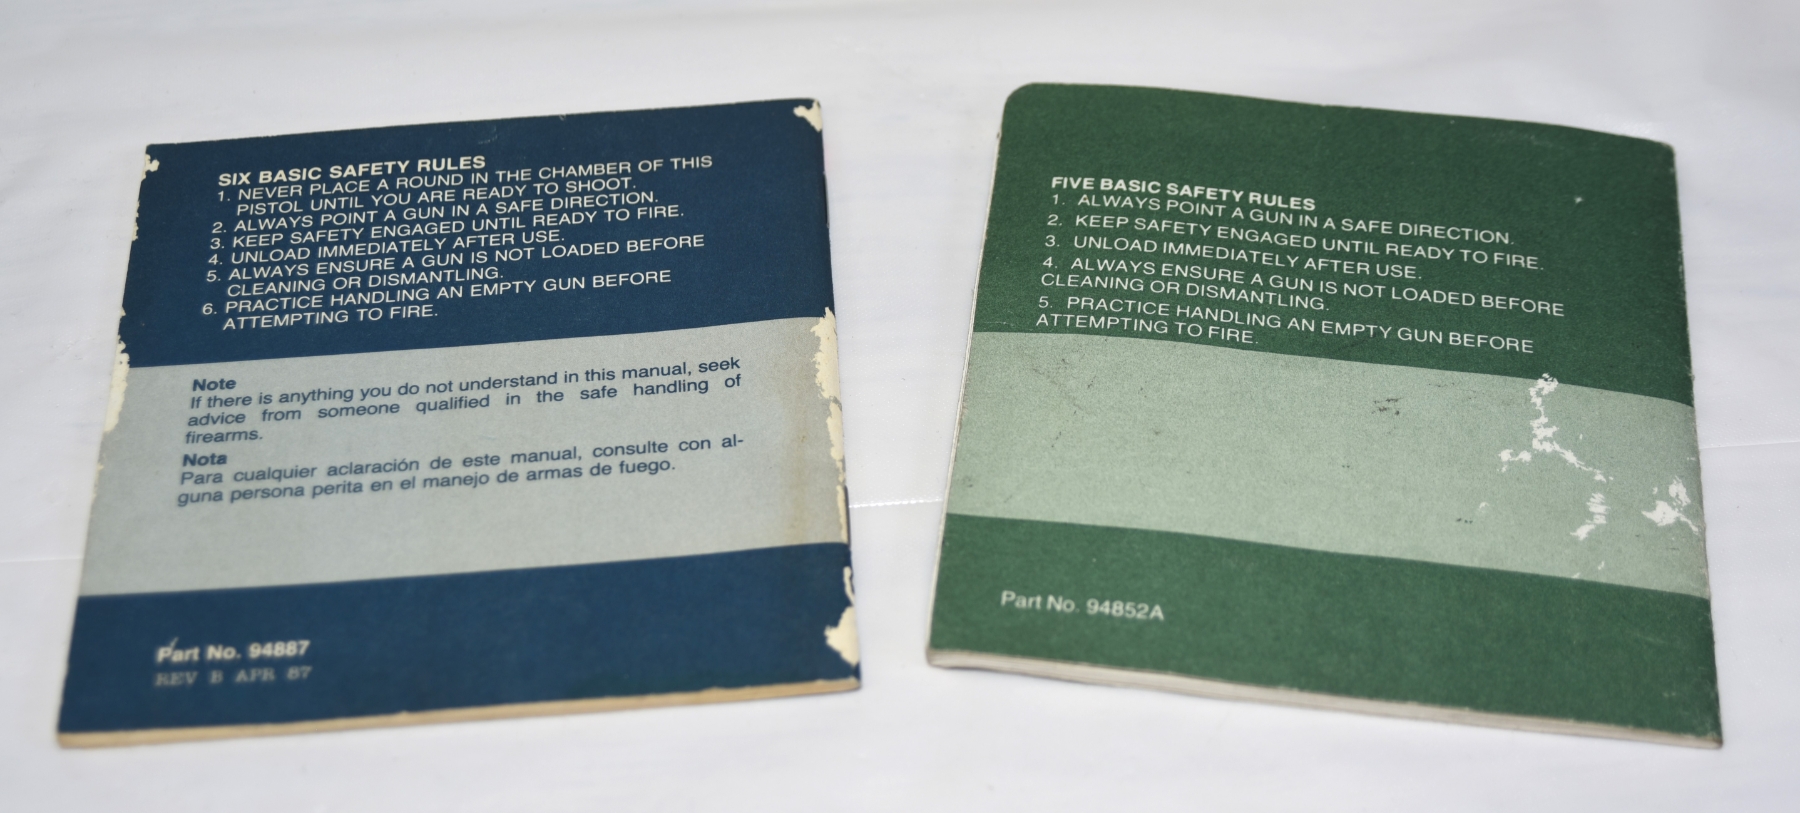 SIX BASIC SAFETY RULES
1. NEVER PLACE A ROUND IN THE CHAMBER OF THIS
PISTOL UNTIL YOU ARE READY TO SHOOT.
2. ALWAYS POINT A GUN IN A SAFE DIRECTION.
3. KEEP SAFETY ENGAGED UNTIL READY TO FIRE.
4. UNLOAD IMMEDIATELY AFTER USE.
5. ALWAYS ENSURE A GUN IS NOT LOADED BEFORE
CLEANING OR DISMANTLING.
6. PRACTICE HANDLING AN EMPTY GUN BEFORE
ATTEMPTING TO FIRE.
Note
If there is anything you do not understand in this manual, seek
advice from someone qualified in the safe handling of
firearms.
Nota
Para cualquier aclaración de este manual, consulte con al-
guna persona perita en el manejo de armas de fuego.
Part No. 94887
REV B APR 87
FIVE BASIC SAFETY RULES
1. ALWAYS POINT A GUN IN A SAFE DIRECTION.
2. KEEP SAFETY ENGAGED UNTIL READY TO FIRE.
3. UNLOAD IMMEDIATELY AFTER USE.
4. ALWAYS ENSURE A GUN IS NOT LOADED BEFORE
CLEANING OR DISMANTLING.
5. PRACTICE HANDLING AN EMPTY GUN BEFORE
ATTEMPTING TO FIRE.
Part No. 94852A